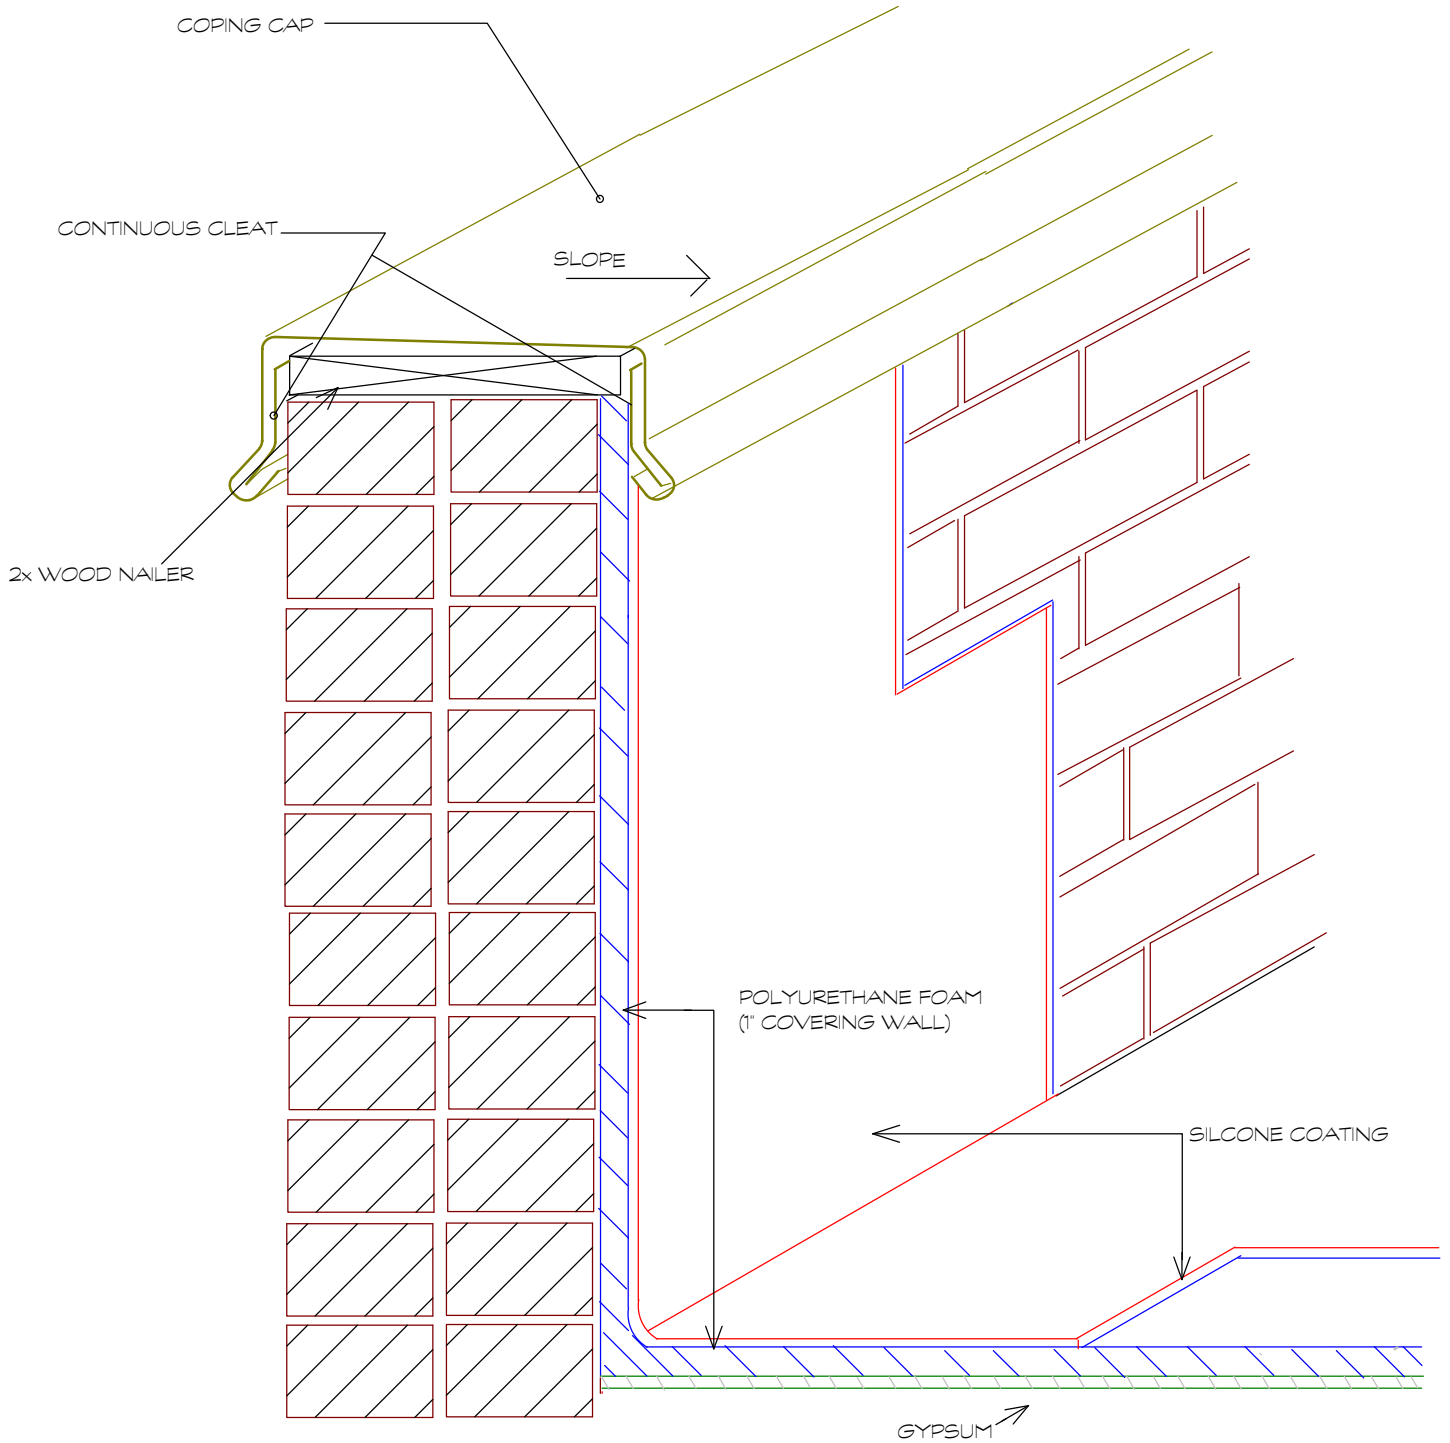 COPING CAP
CONTINUOUS CLEAT
SLOPE
2x WOOD NAILER
POLYURETHANE FOAM
(1" COVERING WALL)
SILCONE COATING
GYPSUM